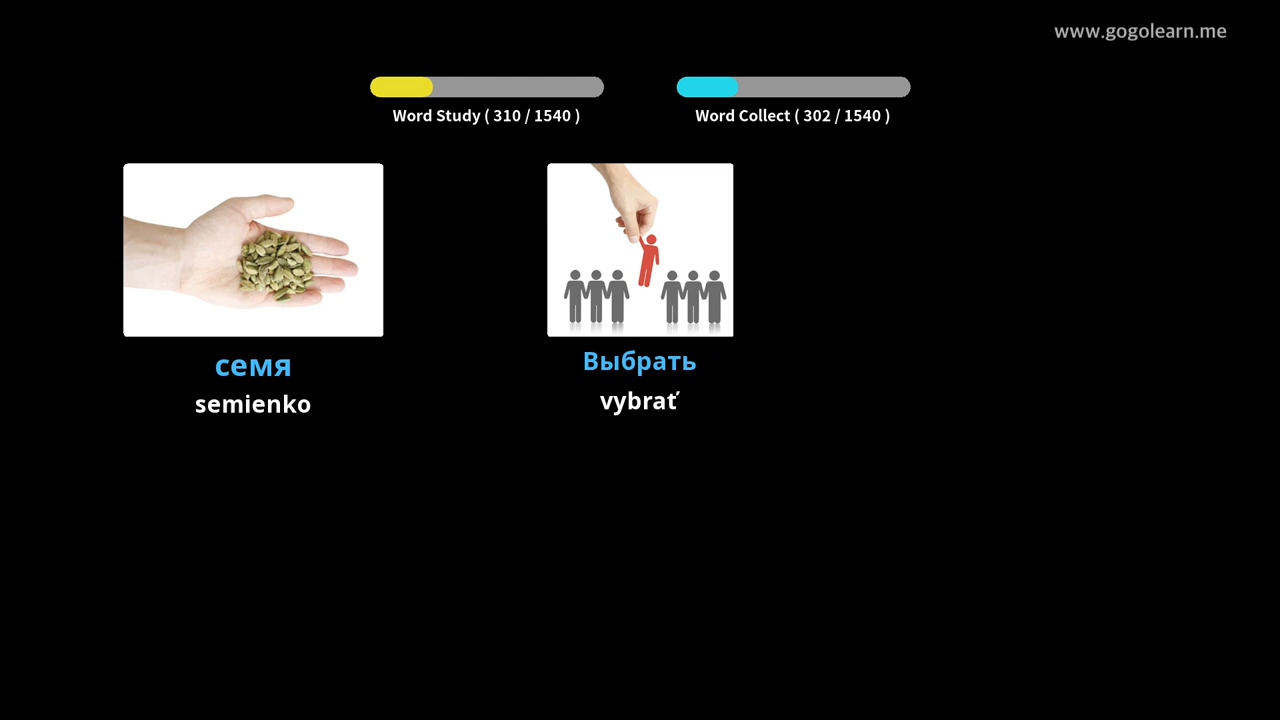 www.gogolearn.me
Word Study ( 310 / 1540 )
Word Collect ( 302 / 1540 )
семя
semienko
Выбрать
vybrať